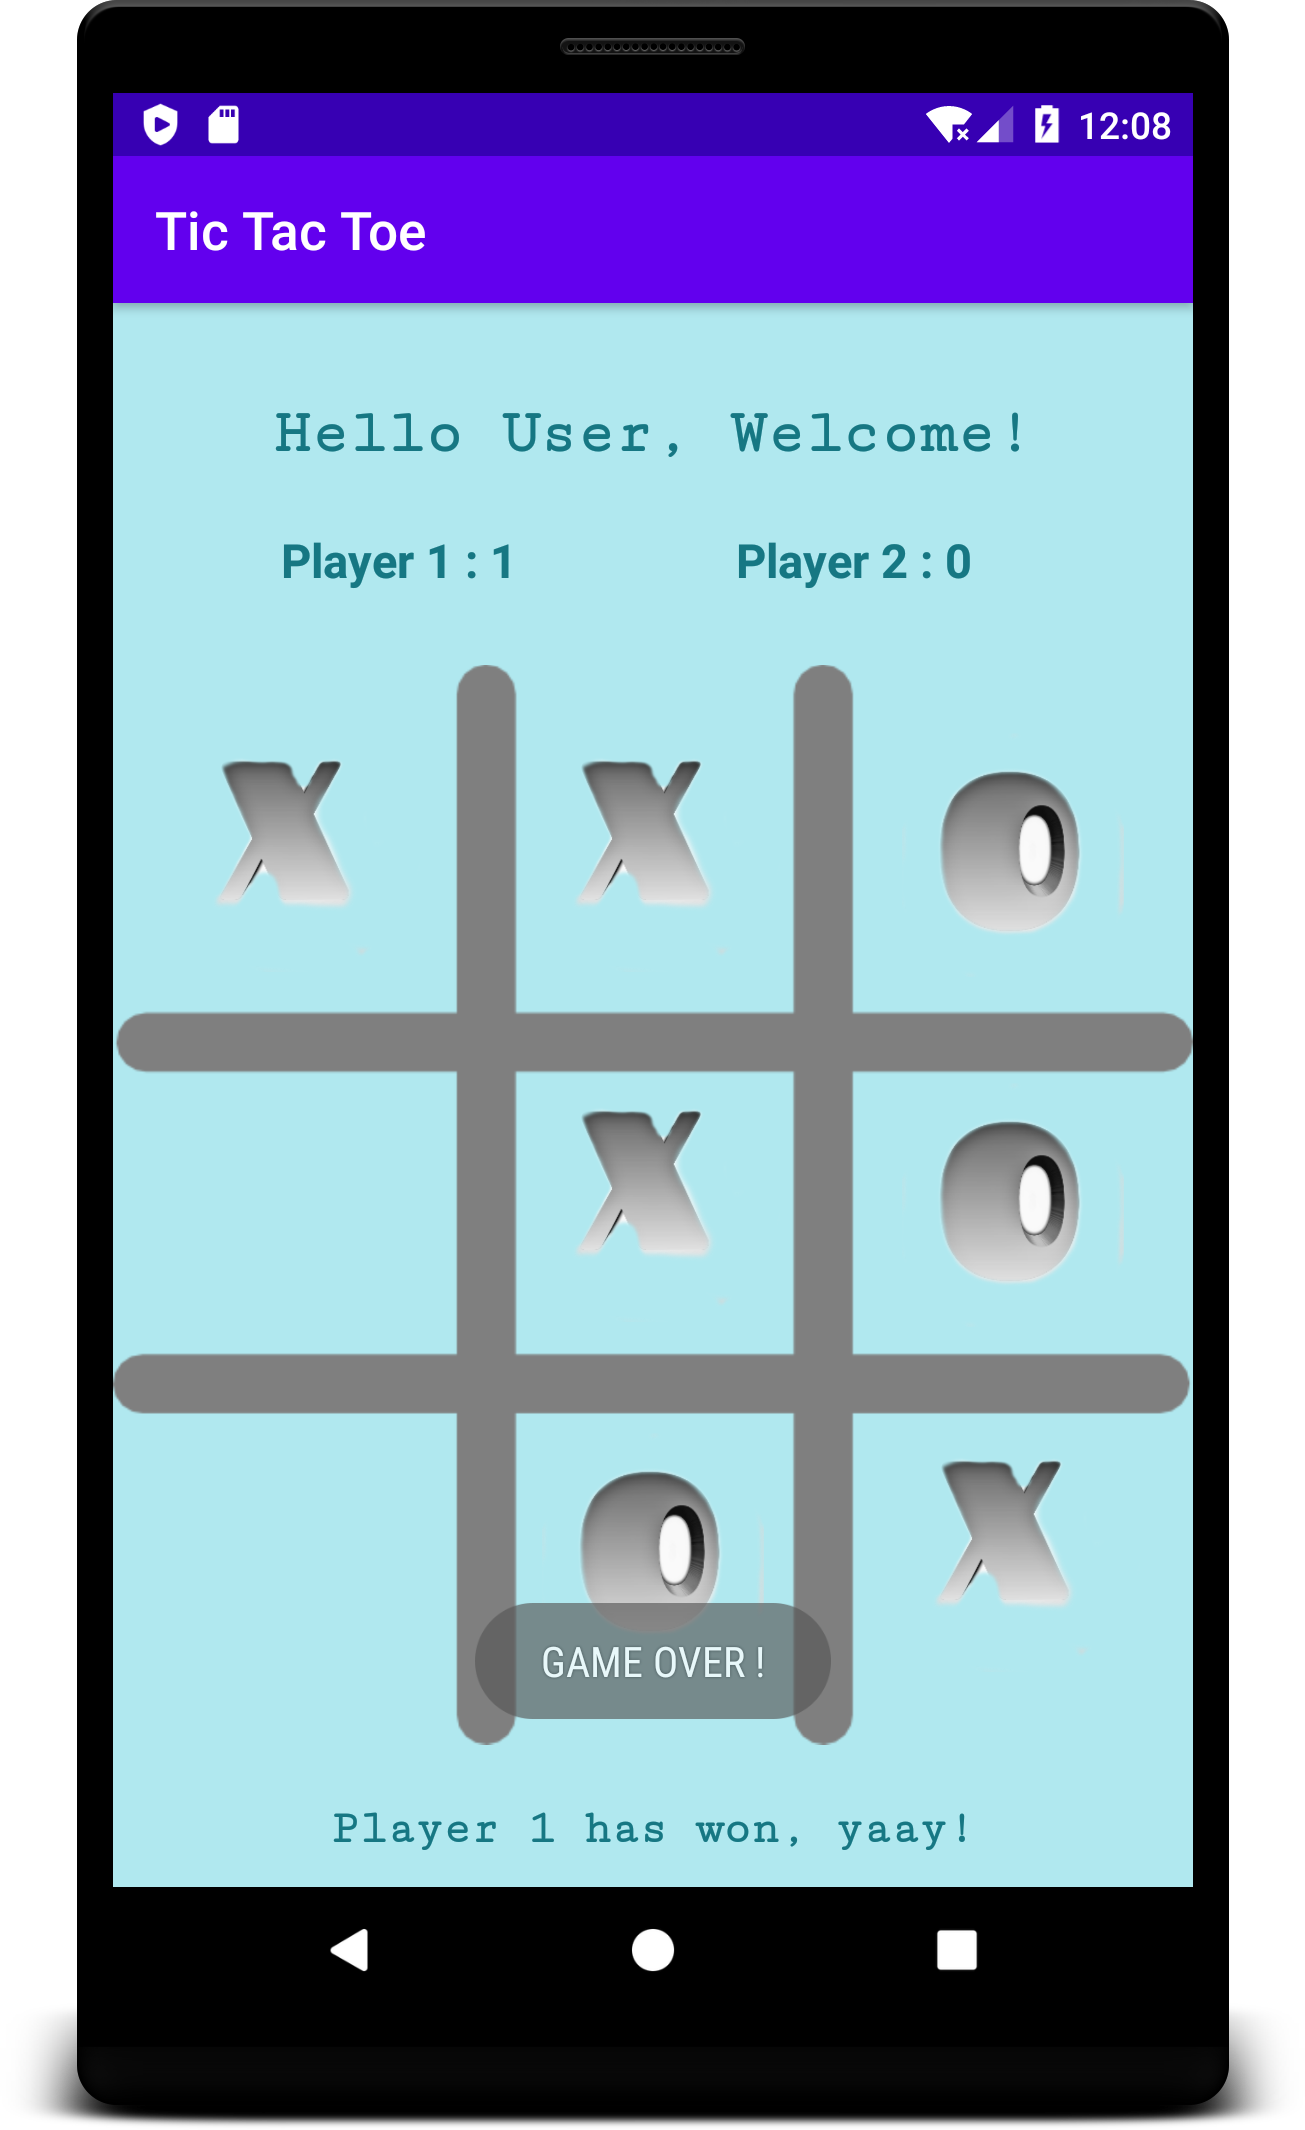 12:08
Tic Tac Toe
Hello User, Welcome!
Player 1 : 1 Player 2 : 0
X X O
X O
O X
GAME OVER !
Player 1 has won, yaay!